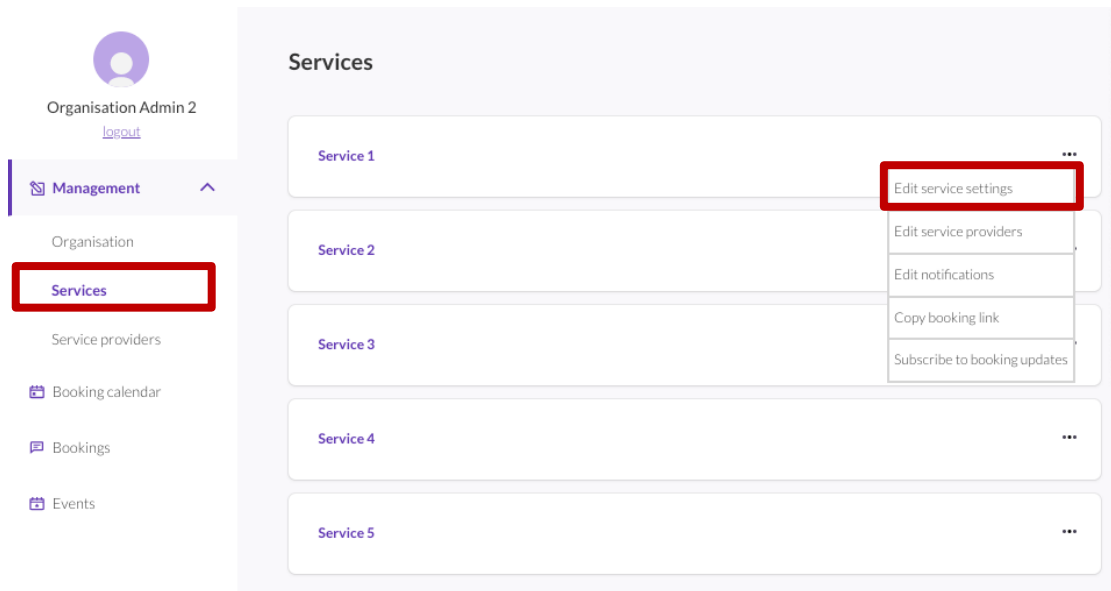 Organisation Admin 2
logout
Management
Organisation
Services
Service providers
Booking calendar
Bookings
Events
Services
Service 1
Edit service settings
Edit service providers
Edit notifications
Copy booking link
Subscribe to booking updates
Service 2
Service 3
Service 4
Service 5